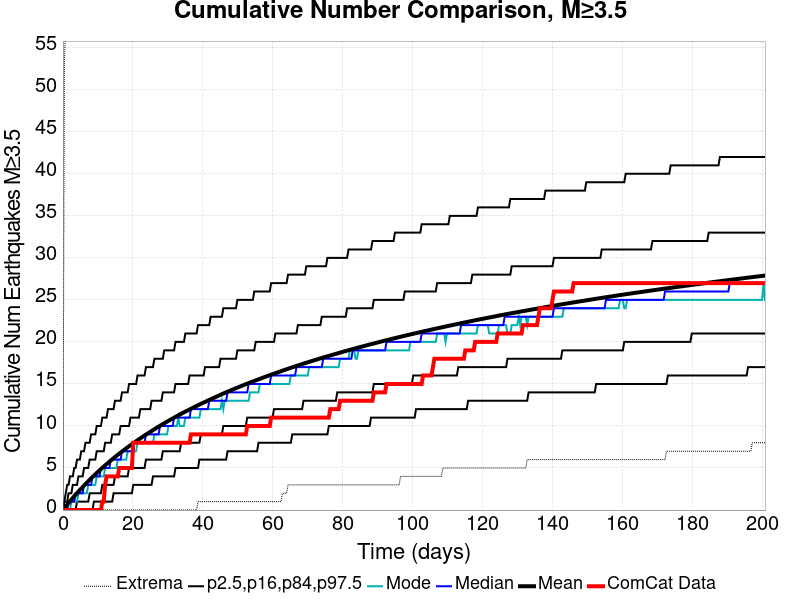 Cumulative Number Comparison, M≥3.5
Cumulative Num Earthquakes M≥3.5
55
50
45
40
35
30
25
20
15
10
5
0
0 20 40 60 80 100 120 140 160 180 200
Time (days)
Extrema p2.5,p16,p84,p97.5 Mode Median Mean ComCat Data